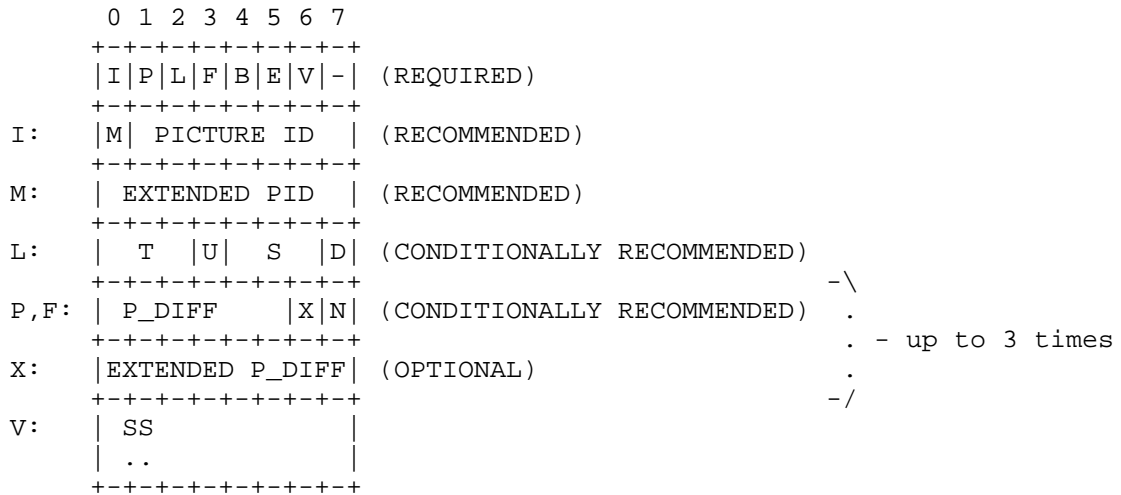 0 1 2 3 4 5 6 7
     +-+-+-+-+-+-+-+-+
     |I|P|L|F|B|E|V|-| (REQUIRED)
     +-+-+-+-+-+-+-+-+
I:   |M| PICTURE ID  | (RECOMMENDED)
     +-+-+-+-+-+-+-+-+
M:   | EXTENDED PID  | (RECOMMENDED)
     +-+-+-+-+-+-+-+-+
L:   |  T  |U|  S  |D| (CONDITIONALLY RECOMMENDED)
     +-+-+-+-+-+-+-+-+                             -\
P,F: | P_DIFF    |X|N| (CONDITIONALLY RECOMMENDED)  .
     +-+-+-+-+-+-+-+-+                              . - up to 3 times
X:   |EXTENDED P_DIFF| (OPTIONAL)                   .
     +-+-+-+-+-+-+-+-+                             -/
V:   | SS            |
     | ..            |
     +-+-+-+-+-+-+-+-+